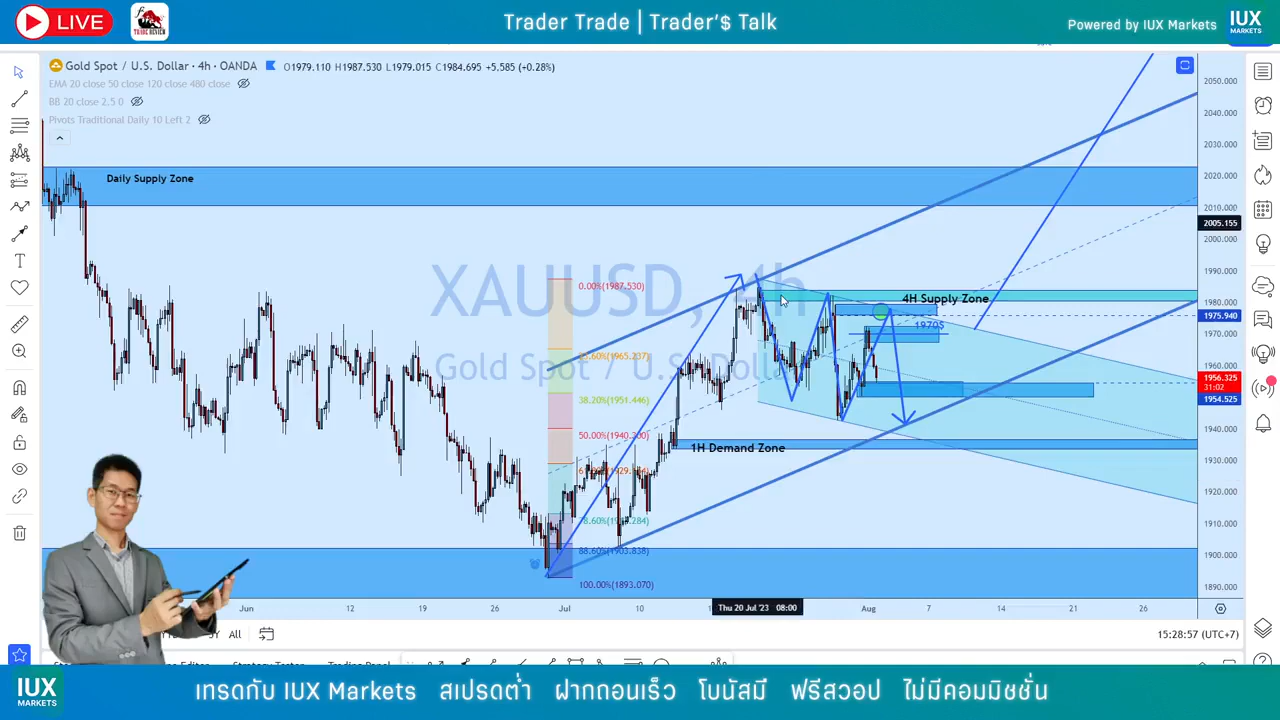 LIVE
TRADE REVIEW
Trader Trade | Trader’$ Talk
Powered by IUX Markets
IUX
MARKETS
Gold Spot / U.S. Dollar · 4h · OANDA O1979.110 H1987.530 L1979.015 C1984.695 +5.585 (+0.28%)
EMA 20 close 50 close 120 close 480 close
BB 20 close 2.5 0
Pivots Traditional Daily 10 Left 2
2050.000
2040.000
2030.000
2020.000
2010.000
2005.155
2000.000
1990.000
1980.000
1975.940
1970.000
1960.000
1956.325
31:02
1954.525
1940.000
1930.000
1920.000
1910.000
1900.000
1890.000
Daily Supply Zone
XAUUSD, 4h
Gold Spot / U.S. Dollar
0.00%(1987.530)
38.20%(1951.446)
88.60%(1903.838)
100.00%(1893.070)
4H Supply Zone
1970$
1H Demand Zone
Jun 12 19 26 Jul 10 Thu 20 Jul '23 08:00 Aug 7 14 21 26
All
15:28:57 (UTC+7)
Trading Panel
IUX
MARKETS
เทรดกับ IUX Markets สเปรดต่ำ ฝากถอนเร็ว โบนัสมี ฟรีสวอป ไม่มีคอมมิชชั่น